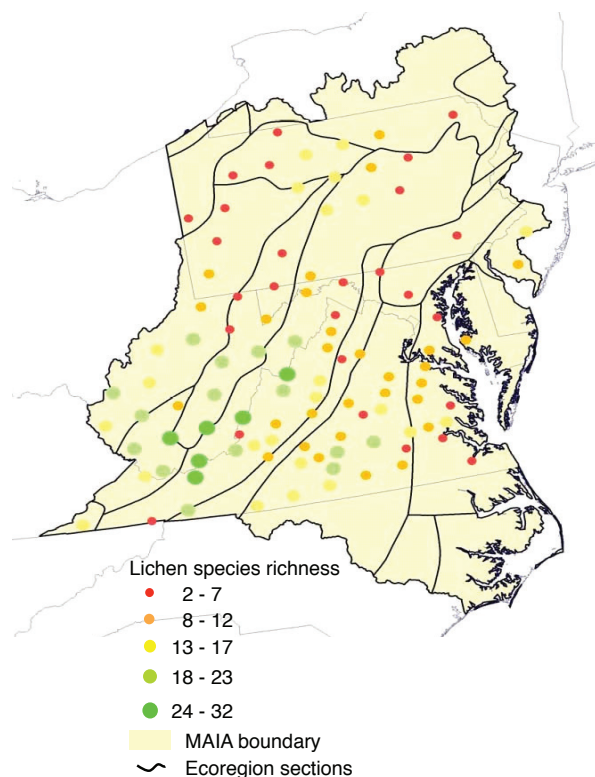 Lichen species richness
2 - 7
8 - 12
13 - 17
18 - 23
24 - 32
MAIA boundary
Ecoregion sections